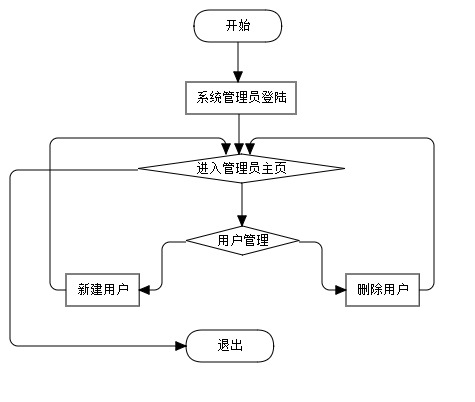 开始
系统管理员登陆
进入管理员主页
用户管理
新建用户
删除用户
退出